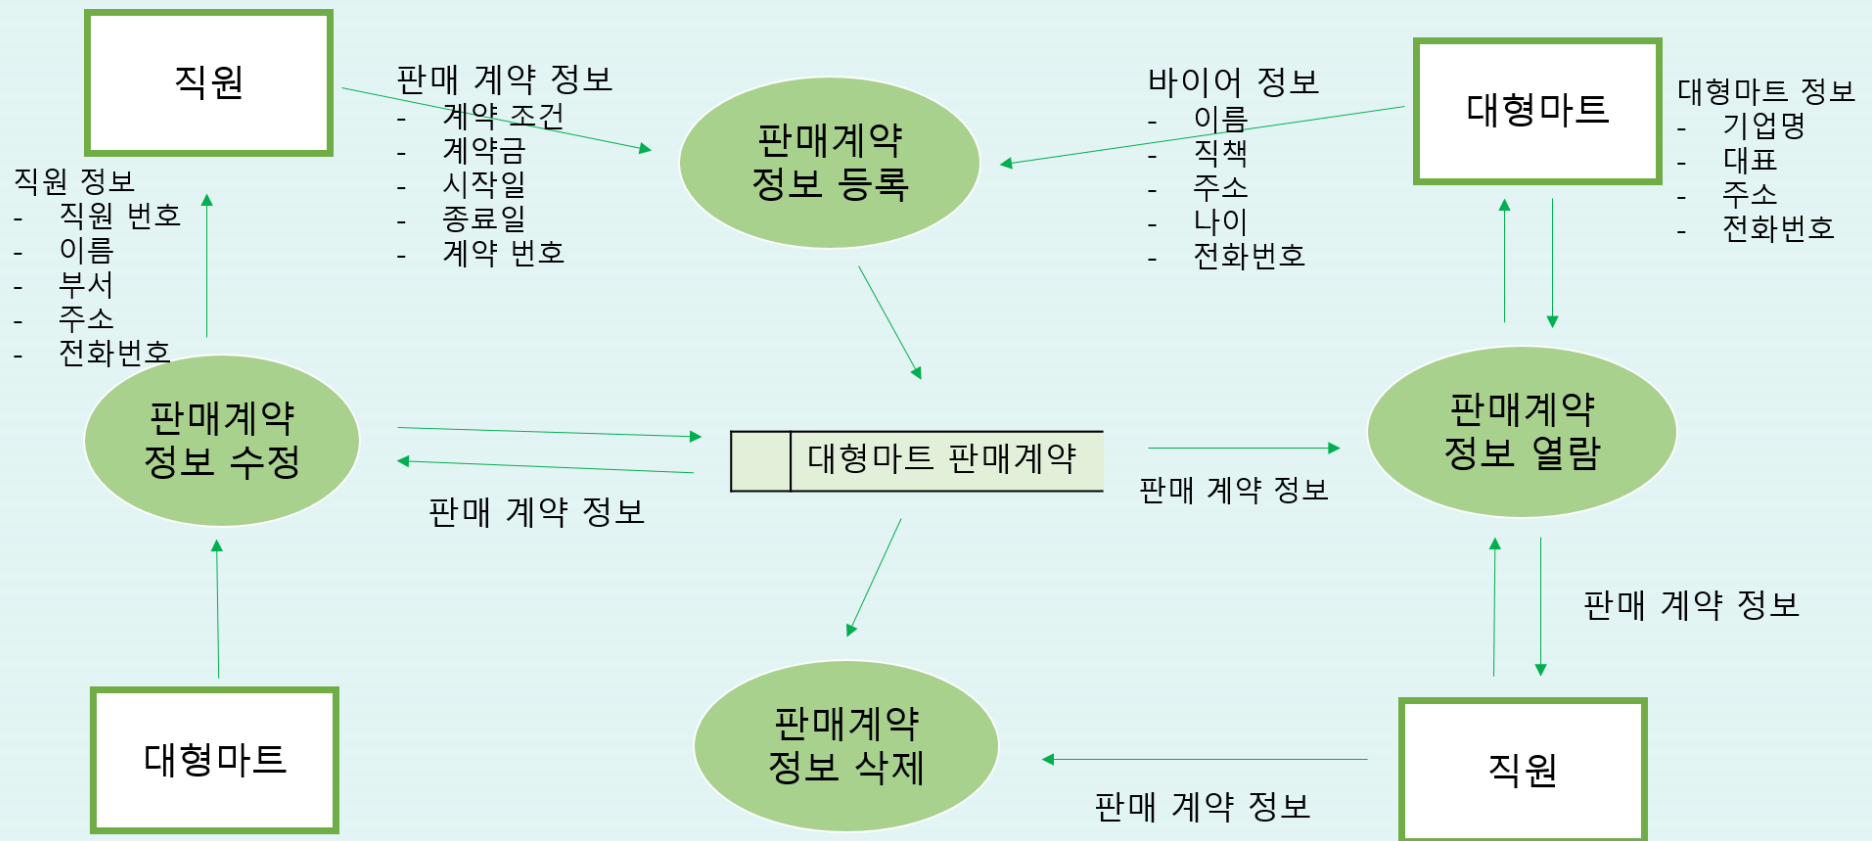 직원
판매 계약 정보
- 계약 조건
- 계약금
- 시작일
- 종료일
- 계약 번호
판매계약
정보 등록
바이어 정보
- 이름
- 직책
- 주소
- 나이
- 전화번호
대형마트
대형마트 정보
- 기업명
- 대표
- 주소
- 전화번호
직원 정보
- 직원 번호
- 이름
- 부서
- 주소
- 전화번호
판매계약
정보 수정
판매 계약 정보
대형마트 판매계약
판매 계약 정보
판매계약
정보 열람
판매 계약 정보
대형마트
판매계약
정보 삭제
판매 계약 정보
직원